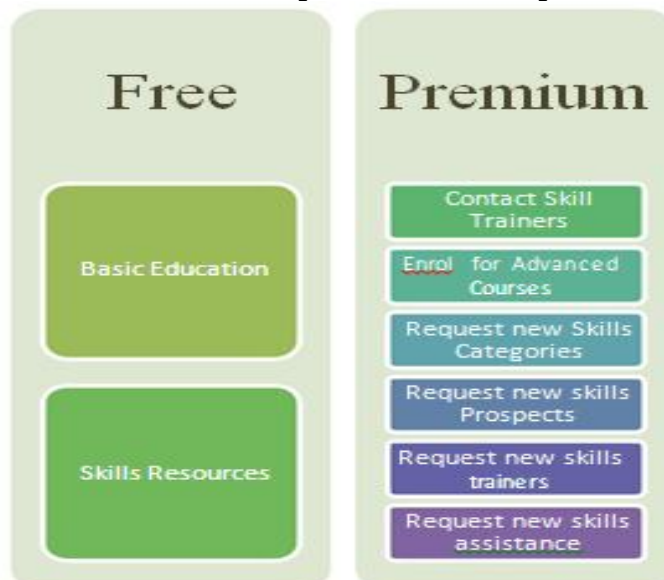 Free
Basic Education
Skills Resources
Premium
Contact Skill
Trainers
Enrol for Advanced
Courses
Request new Skills
Categories
Request new skills
Prospects
Request new skills
trainers
Request new skills
assistance